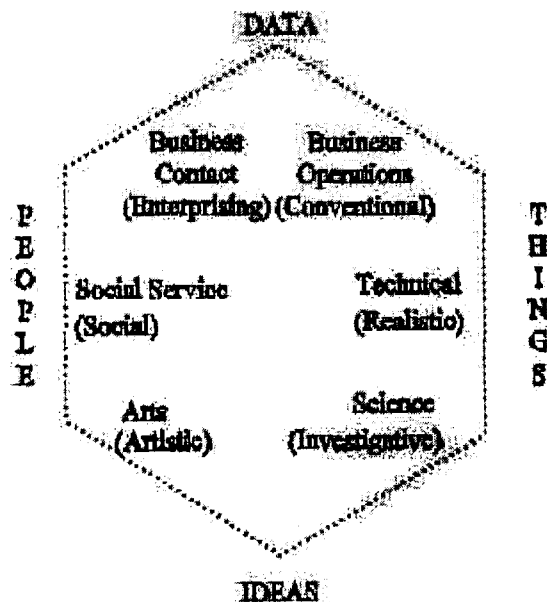 DATA
Business Business
Contact Operations
(Enterprising) (Conventional)
PEOPLE
THINGS
Social Service Technical
(Social) (Realistic)
Arts Science
(Artistic) (Investigative)
IDEAS